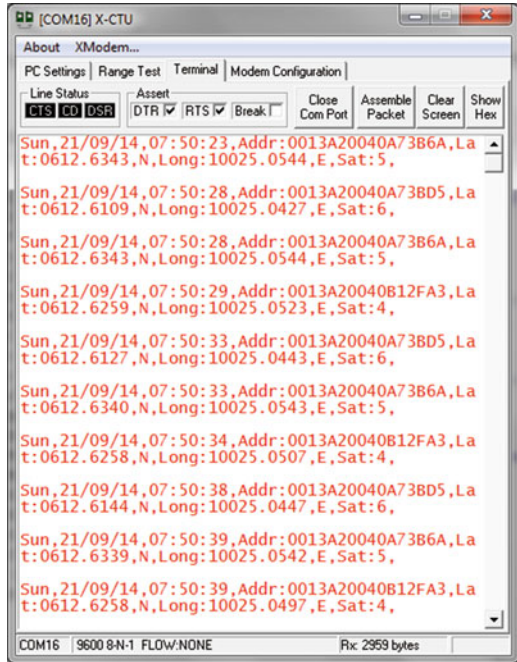 [COM16] X-CTU
About XModem...
PC Settings Range Test Terminal Modem Configuration
Line Status Assert
CTS CD DSR DTR RTS Break Close Com Port Assemble Packet Clear Screen Show Hex
Sun,21/09/14,07:50:23,Addr:0013A20040A73B6A,La
t:0612.6343,N,Long:10025.0544,E,Sat:5,
Sun,21/09/14,07:50:28,Addr:0013A20040A73BD5,La
t:0612.6109,N,Long:10025.0427,E,Sat:6,
Sun,21/09/14,07:50:28,Addr:0013A20040A73B6A,La
t:0612.6343,N,Long:10025.0544,E,Sat:5,
Sun,21/09/14,07:50:29,Addr:0013A20040B12FA3,La
t:0612.6259,N,Long:10025.0523,E,Sat:4,
Sun,21/09/14,07:50:33,Addr:0013A20040A73BD5,La
t:0612.6127,N,Long:10025.0443,E,Sat:6,
Sun,21/09/14,07:50:33,Addr:0013A20040A73B6A,La
t:0612.6340,N,Long:10025.0543,E,Sat:5,
Sun,21/09/14,07:50:34,Addr:0013A20040B12FA3,La
t:0612.6258,N,Long:10025.0507,E,Sat:4,
Sun,21/09/14,07:50:38,Addr:0013A20040A73BD5,La
t:0612.6144,N,Long:10025.0447,E,Sat:6,
Sun,21/09/14,07:50:39,Addr:0013A20040A73B6A,La
t:0612.6339,N,Long:10025.0542,E,Sat:5,
Sun,21/09/14,07:50:39,Addr:0013A20040B12FA3,La
t:0612.6258,N,Long:10025.0497,E,Sat:4,
COM16 9600 8-N-1 FLOW:NONE Rx: 2959 bytes